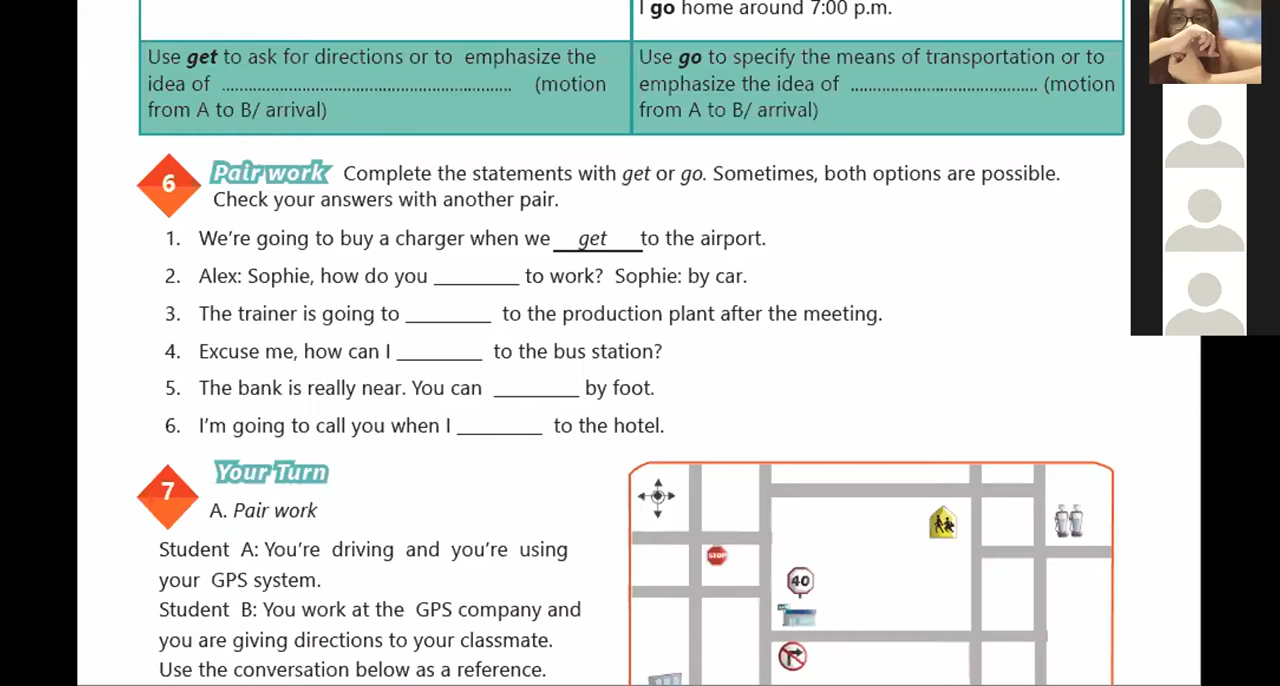 I go home around 7:00 p.m.
Use get to ask for directions or to emphasize the
idea of ........................................................ (motion
from A to B/ arrival)
Use go to specify the means of transportation or to
emphasize the idea of ..................................... (motion
from A to B/ arrival)
6 Pair work Complete the statements with get or go. Sometimes, both options are possible.
Check your answers with another pair.
1. We're going to buy a charger when we get to the airport.
2. Alex: Sophie, how do you ________ to work? Sophie: by car.
3. The trainer is going to ________ to the production plant after the meeting.
4. Excuse me, how can I ________ to the bus station?
5. The bank is really near. You can ________ by foot.
6. I'm going to call you when I ________ to the hotel.
7 Your Turn
A. Pair work
Student A: You're driving and you're using
your GPS system.
Student B: You work at the GPS company and
you are giving directions to your classmate.
Use the conversation below as a reference.
STOP
40